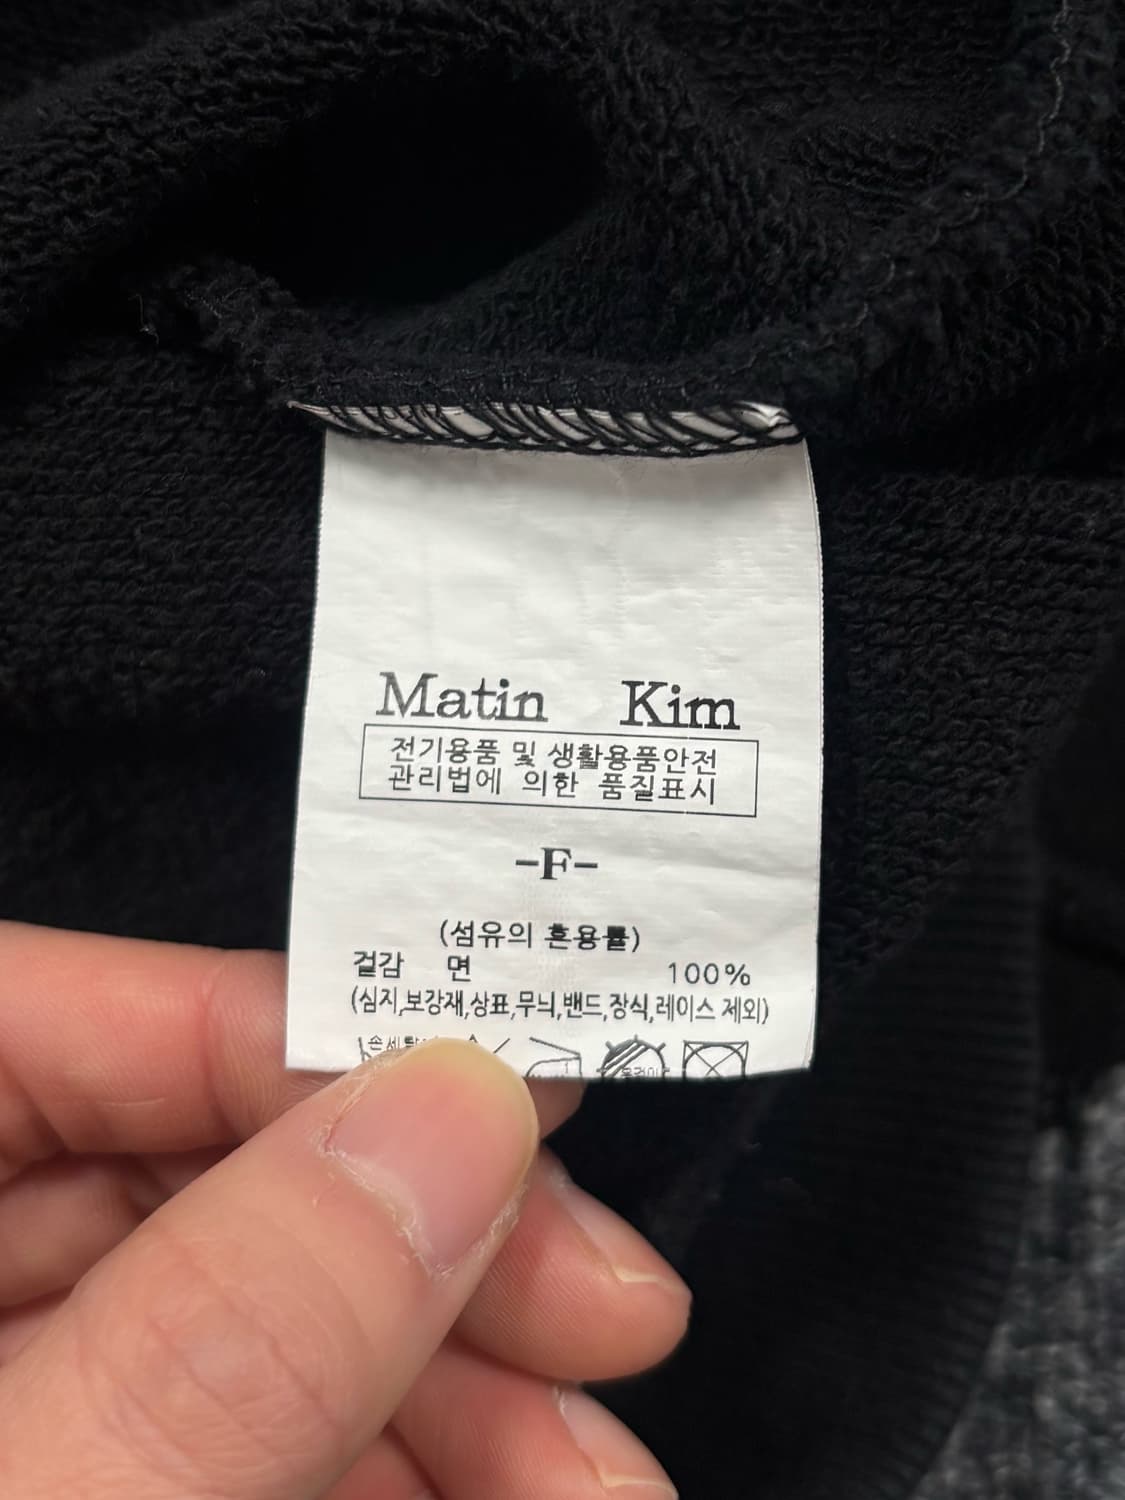 Matin Kim
전기용품 및 생활용품안전
관리법에 의한 품질표시
-F-
(섬유의 혼용률)
겉감 면 100%
(심지,보강재,상표,무늬,밴드,장식,레이스 제외)